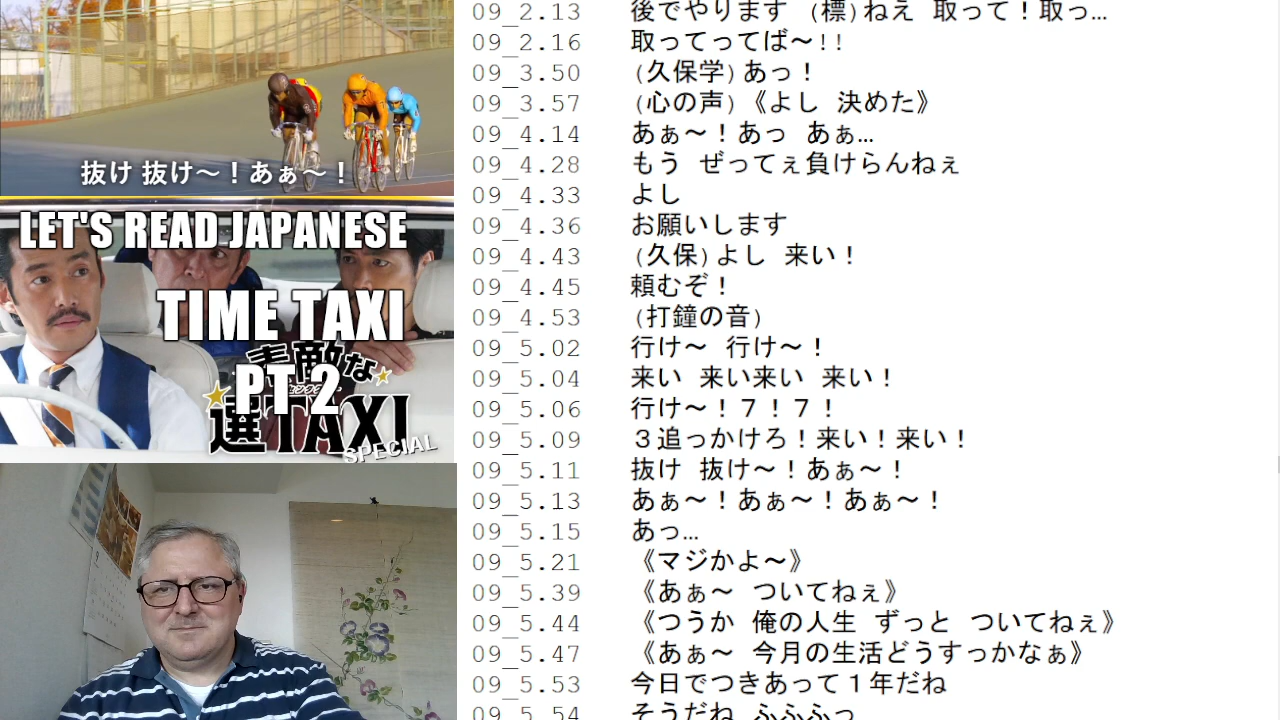 抜け 抜け～！あぁ～！
LET'S READ JAPANESE
TIME TAXI
PT 2
素敵な
選TAXI
SPECIAL
09_2.13 後でやります (標)ねえ 取って！取っ…
09_2.16 取ってってば～!!
09_3.50 (久保学)あっ！
09_3.57 (心の声)《よし 決めた》
09_4.14 あぁ～！あっ あぁ…
09_4.28 もう ぜってぇ負けらんねぇ
09_4.33 よし
09_4.36 お願いします
09_4.43 (久保)よし 来い！
09_4.45 頼むぞ！
09_4.53 (打鐘の音)
09_5.02 行け～ 行け～！
09_5.04 来い 来い来い 来い！
09_5.06 行け～！７！７！
09_5.09 ３追っかけろ！来い！来い！
09_5.11 抜け 抜け～！あぁ～！
09_5.13 あぁ～！あぁ～！あぁ～！
09_5.15 あっ…
09_5.21 《マジかよ～》
09_5.39 《あぁ～ ついてねぇ》
09_5.44 《つうか 俺の人生 ずっと ついてねぇ》
09_5.47 《あぁ～ 今月の生活どうすっかなぁ》
09_5.53 今日でつきあって１年だね
09_5.54 そうだね ふふふっ